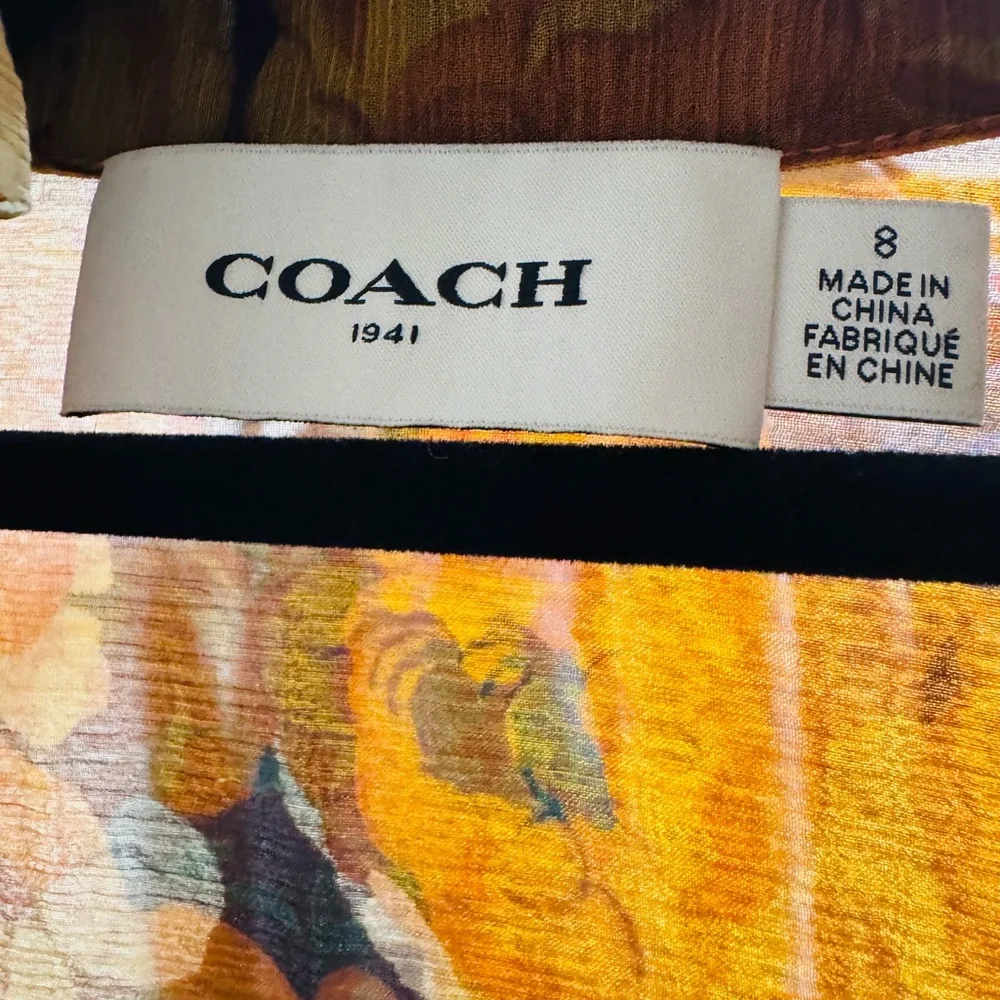 COACH
1941
8
MADE IN
CHINA
FABRIQUÉ
EN CHINE